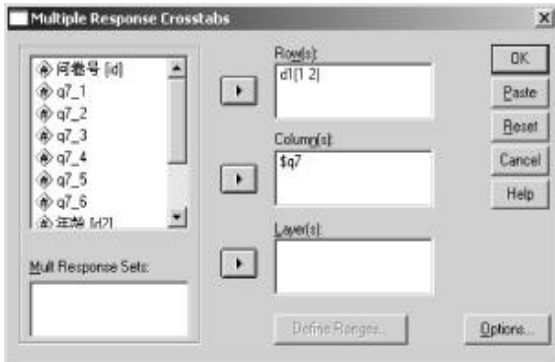 Multiple Response Crosstabs
问卷号 [id]
q7_1
q7_2
q7_3
q7_4
q7_5
q7_6
年龄 [d2]
Mult Response Sets:
Row(s):
d1(1 2)
Column(s):
$q7
Layer(s):
Define Ranges...
OK
Paste
Reset
Cancel
Help
Options...